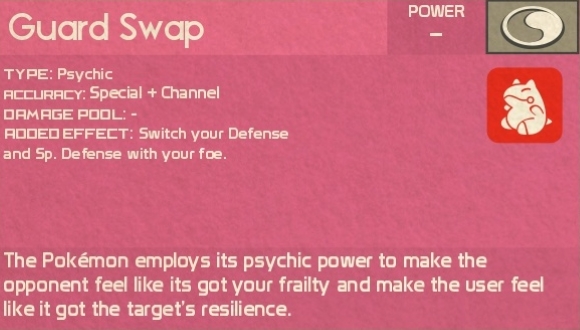 Guard Swap
POWER
–
TYPE: Psychic
ACCURACY: Special + Channel
DAMAGE POOL: -
ADDED EFFECT: Switch your Defense
and Sp. Defense with your foe.
The Pokémon employs its psychic power to make the
opponent feel like its got your frailty and make the user feel
like it got the target's resilience.